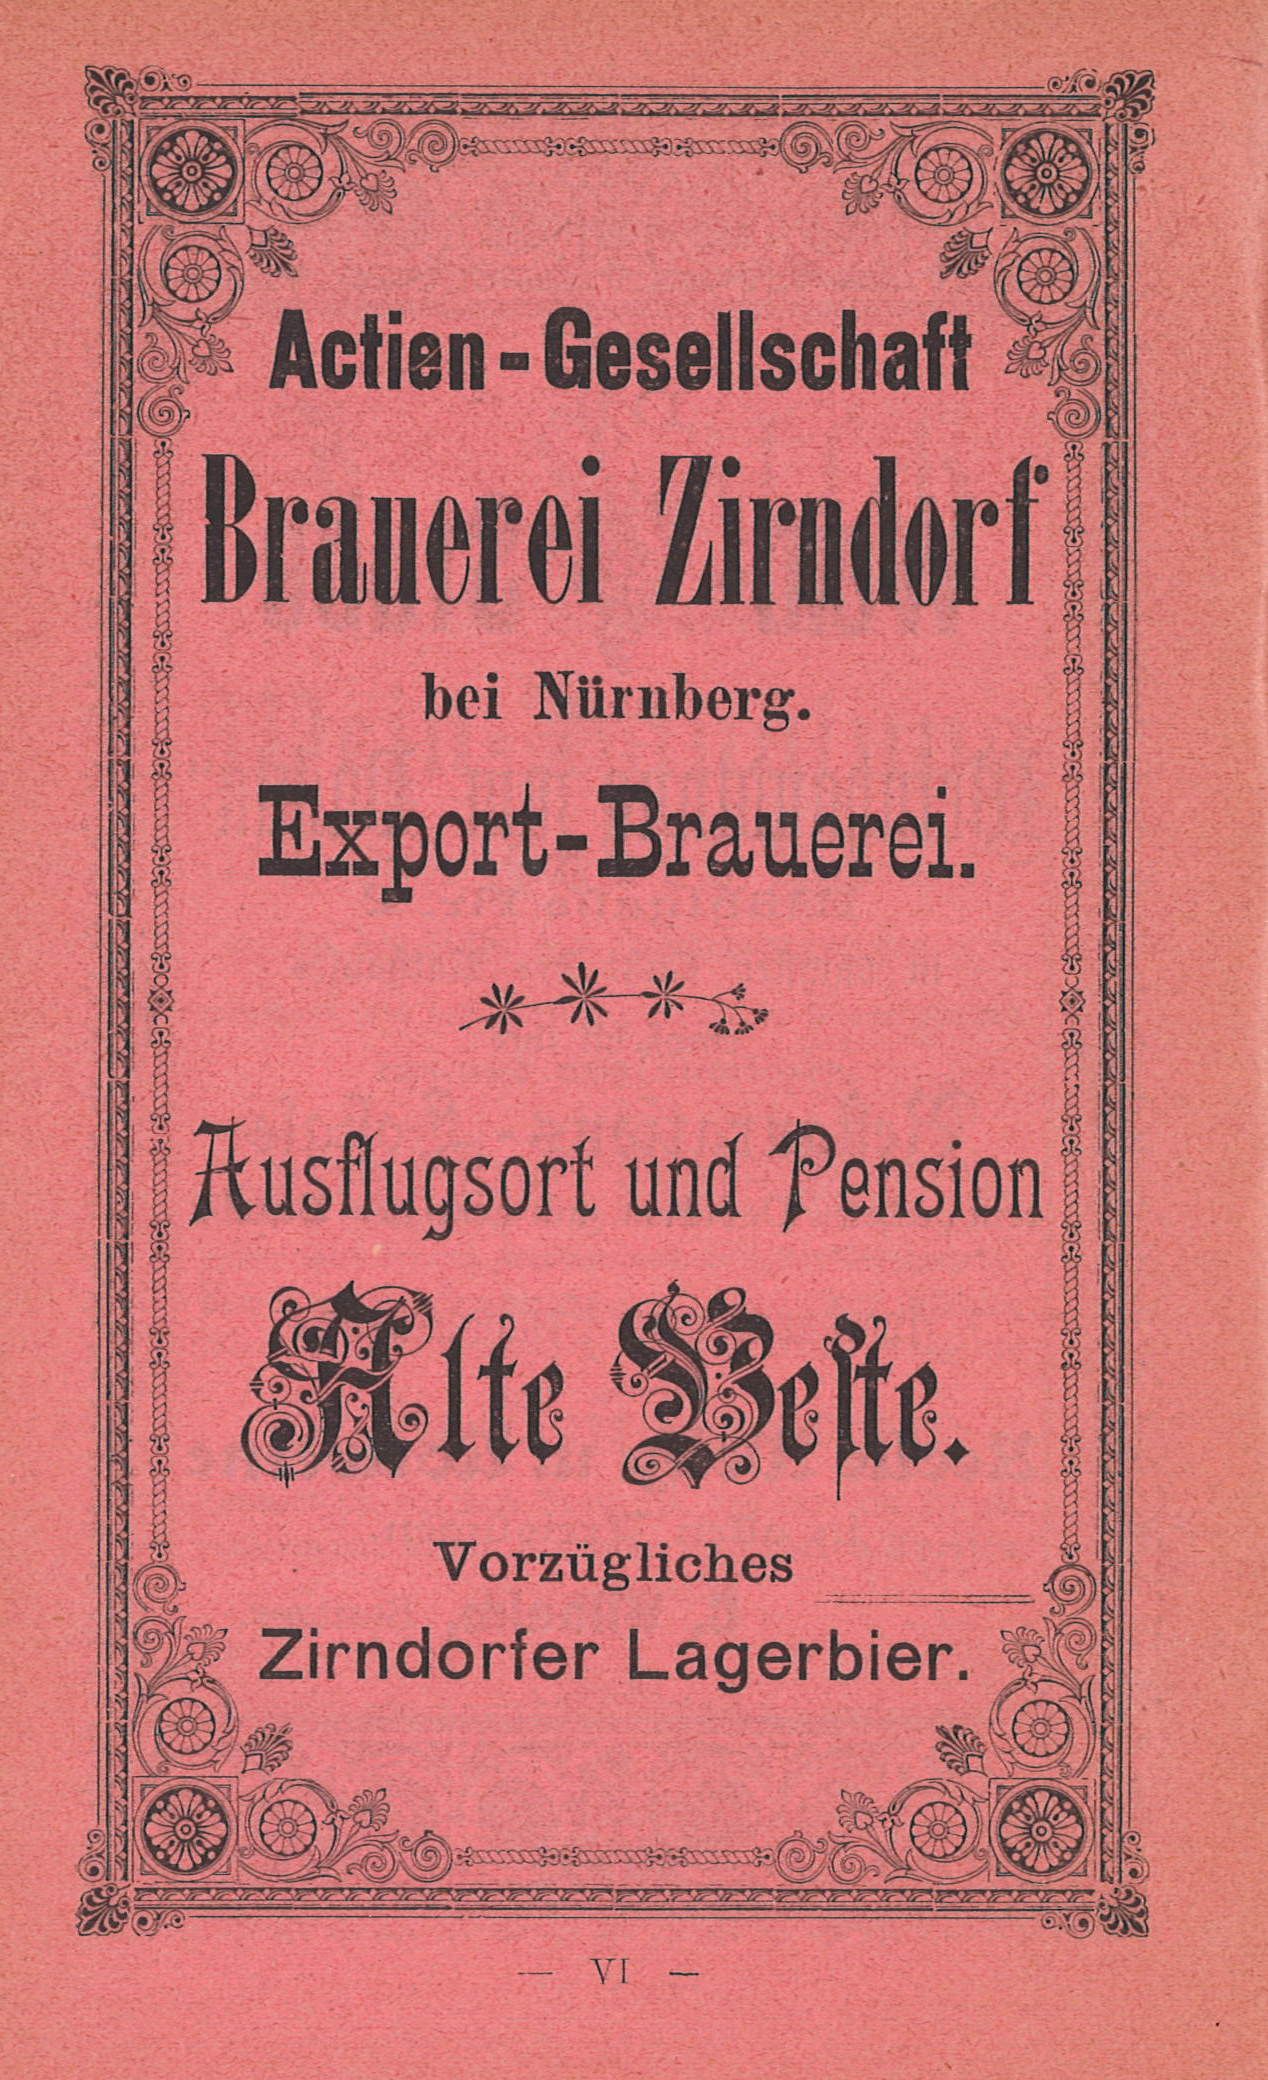 Actien-Gesellschaft
Brauerei Zirndorf
bei Nürnberg.
Export-Brauerei.
Ausflugsort und Pension
Alte Veſte.
Vorzügliches
Zirndorfer Lagerbier.
— VI —